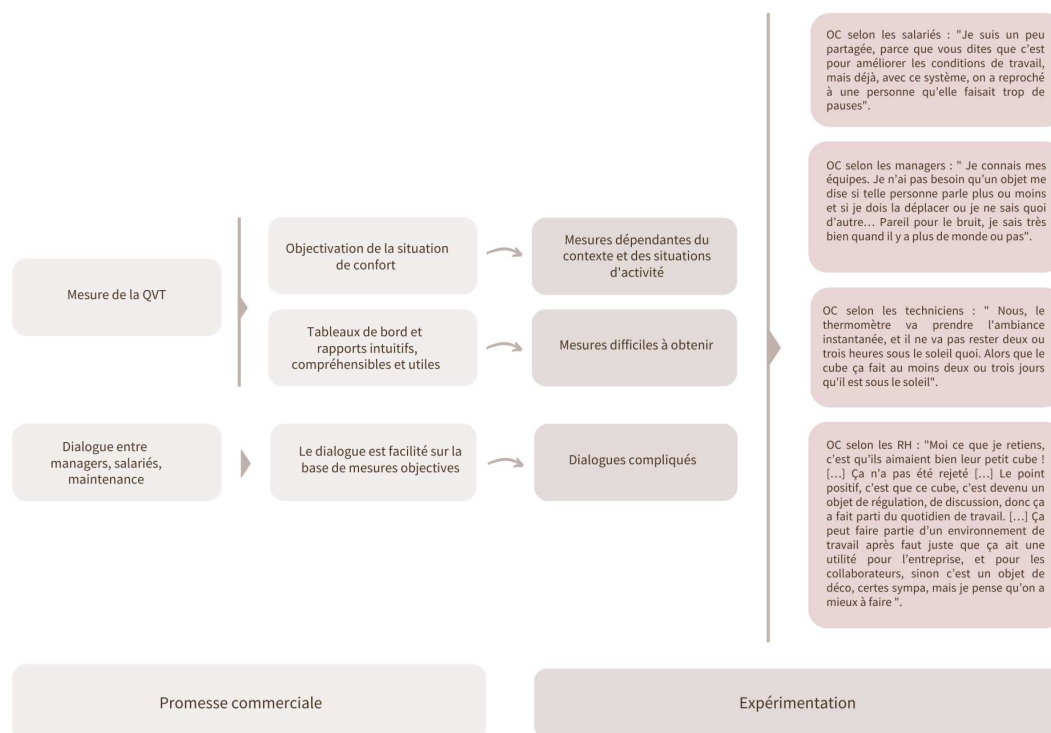 Mesure de la QVT
Objectivation de la situation
de confort
Mesures dépendantes du
contexte et des situations
d'activité
Tableaux de bord et
rapports intuitifs,
compréhensibles et utiles
Mesures difficiles à obtenir
Dialogue entre
managers, salariés,
maintenance
Le dialogue est facilité sur la
base de mesures objectives
Dialogues compliqués
OC selon les salariés : "Je suis un peu
partagée, parce que vous dites que c'est
pour améliorer les conditions de travail,
mais déjà, avec ce système, on a reproché
à une personne qu'elle faisait trop de
pauses".
OC selon les managers : " Je connais mes
équipes. Je n'ai pas besoin qu'un objet me
dise si telle personne parle plus ou moins
et si je dois la déplacer ou je ne sais quoi
d'autre… Pareil pour le bruit, je sais très
bien quand il y a plus de monde ou pas".
OC selon les techniciens : " Nous, le
thermomètre va prendre l'ambiance
instantanée, et il ne va pas rester deux ou
trois heures sous le soleil quoi. Alors que le
cube ça fait au moins deux ou trois jours
qu'il est sous le soleil".
OC selon les RH : "Moi ce que je retiens,
c'est qu'ils aimaient bien leur petit cube !
[…] Ça n'a pas été rejeté […] Le point
positif, c'est que ce cube, c'est devenu un
objet de régulation, de discussion, donc ça
a fait parti du quotidien de travail. […] Ça
peut faire partie d'un environnement de
travail après faut juste que ça ait une
utilité pour l'entreprise, et pour les
collaborateurs, sinon c'est un objet de
déco, certes sympa, mais je pense qu'on a
mieux à faire ".
Promesse commerciale
Expérimentation